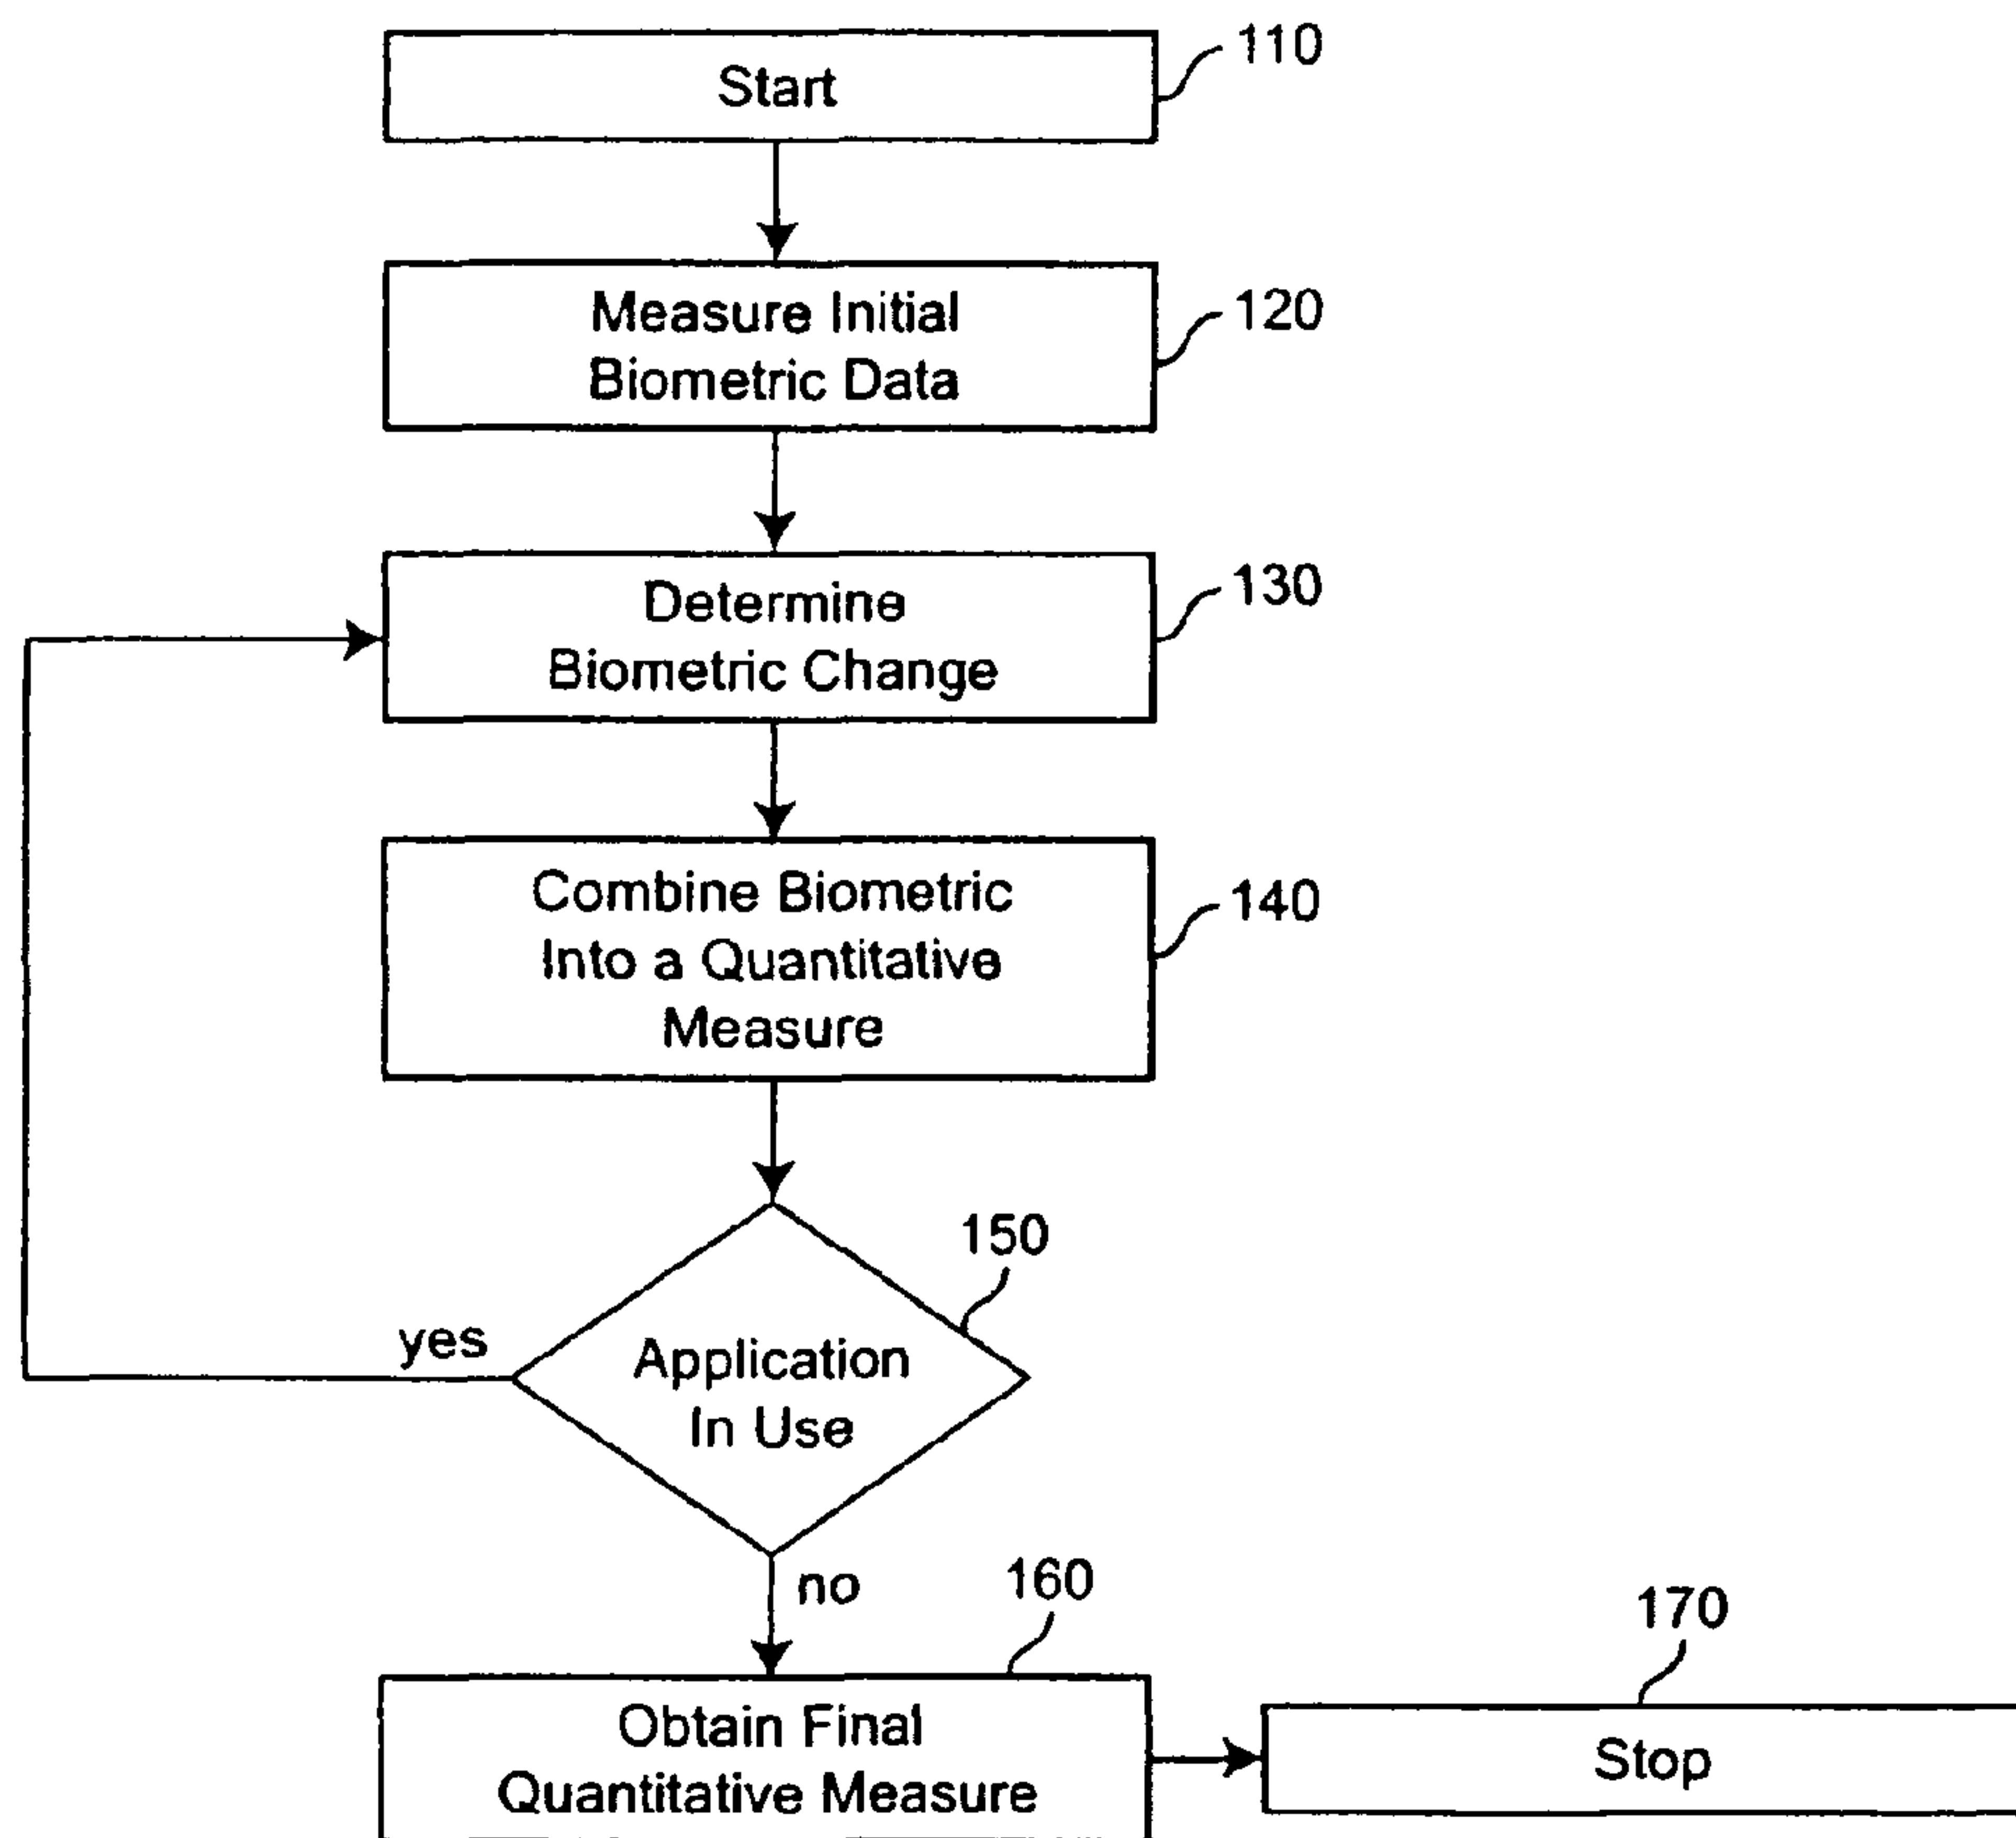 Start
110
Measure Initial
Biometric Data
120
Determine
Biometric Change
130
Combine Biometric
Into a Quantitative
Measure
140
150
Application
In Use
yes
no
160
Obtain Final
Quantitative Measure
170
Stop